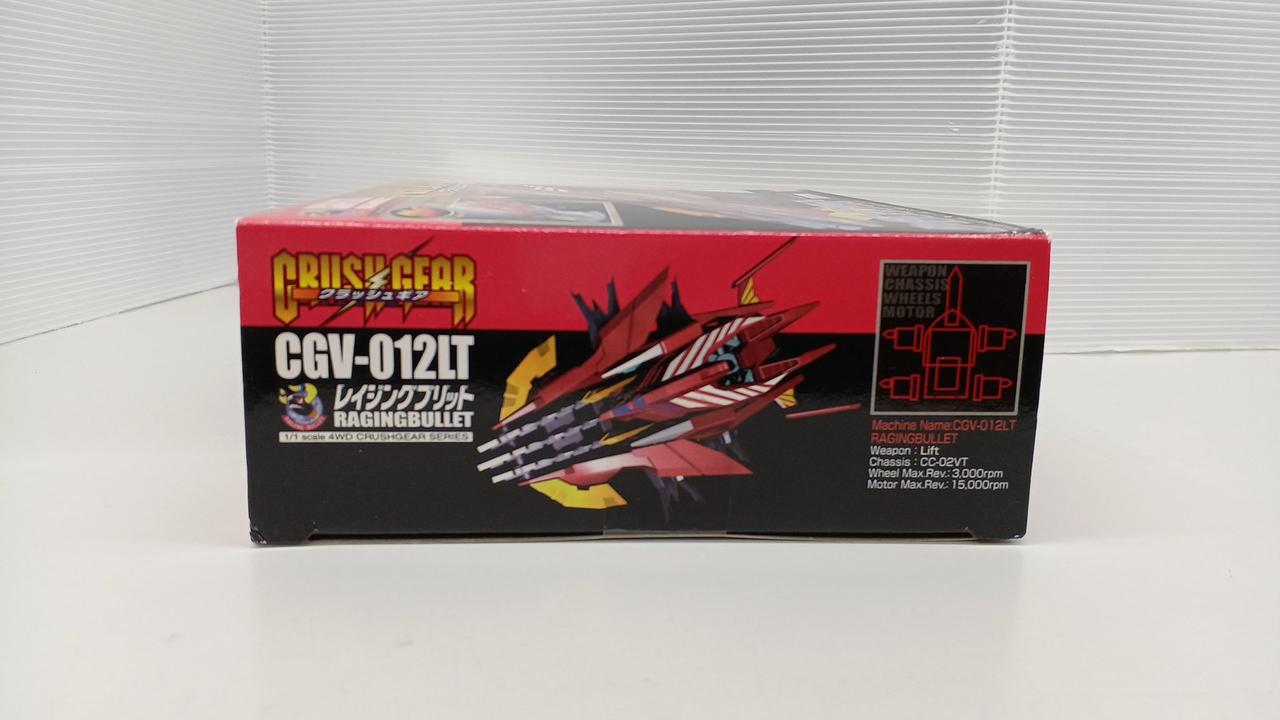 CRUSH GEAR
クラッシュギア
CGV-012LT
レイジングブリット
RAGINGBULLET
1/1 scale 4WD CRUSHGEAR SERIES
WEAPON
CHASSIS
WHEELS
MOTOR
Machine Name:CGV-012LT
RAGINGBULLET
Weapon : Lift
Chassis : CC-02VT
Wheel Max.Rev.: 3,000rpm
Motor Max.Rev.: 15,000rpm